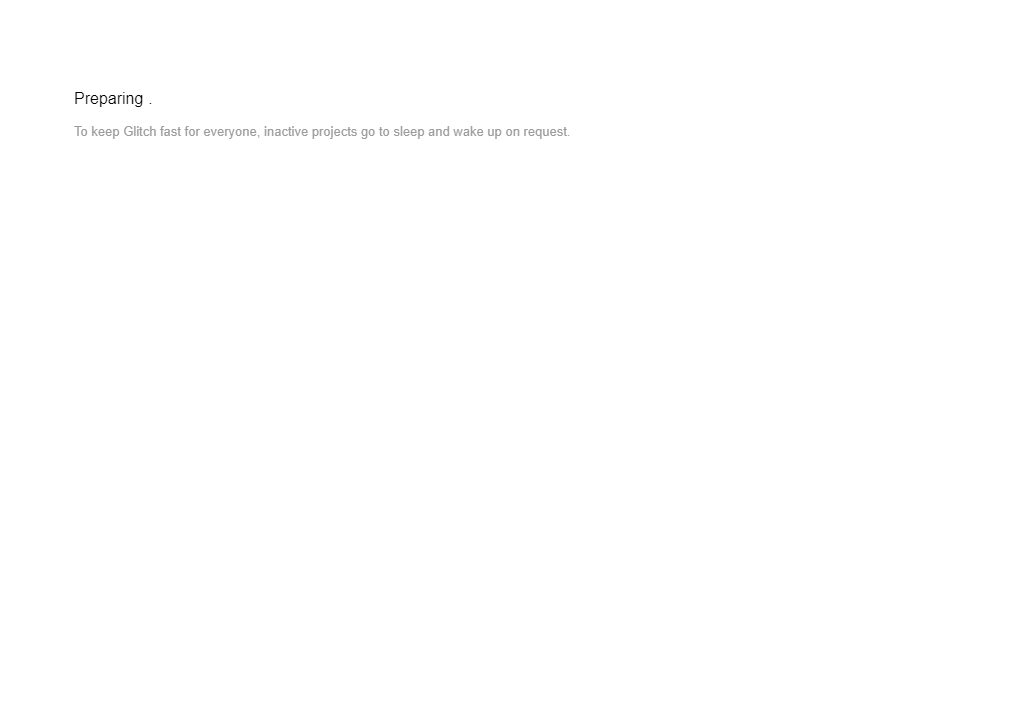 Preparing .
To keep Glitch fast for everyone, inactive projects go to sleep and wake up on request.